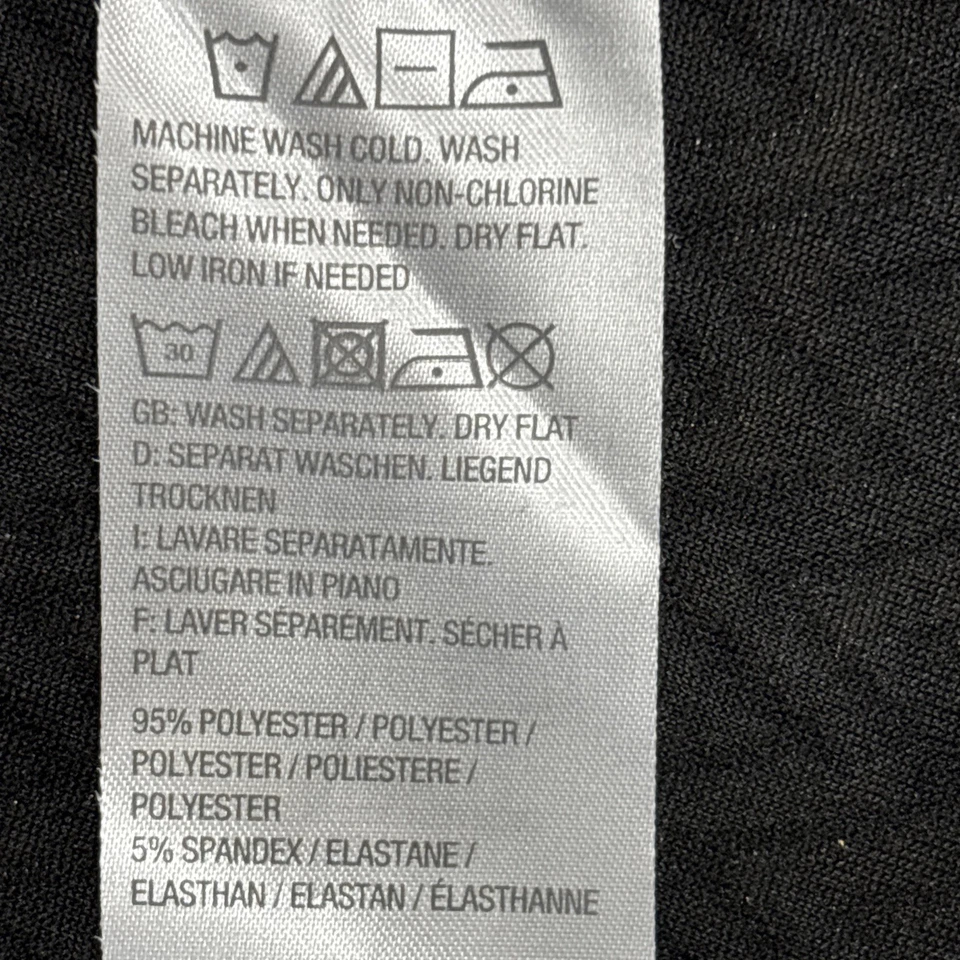 MACHINE WASH COLD. WASH
SEPARATELY. ONLY NON-CHLORINE
BLEACH WHEN NEEDED. DRY FLAT.
LOW IRON IF NEEDED
30
GB: WASH SEPARATELY. DRY FLAT
D: SEPARAT WASCHEN. LIEGEND
TROCKNEN
I: LAVARE SEPARATAMENTE.
ASCIUGARE IN PIANO
F: LAVER SÉPARÉMENT. SÉCHER À
PLAT
95% POLYESTER / POLYESTER /
POLYESTER / POLIESTERE /
POLYESTER
5% SPANDEX / ELASTANE /
ELASTHAN / ELASTAN / ÉLASTHANNE